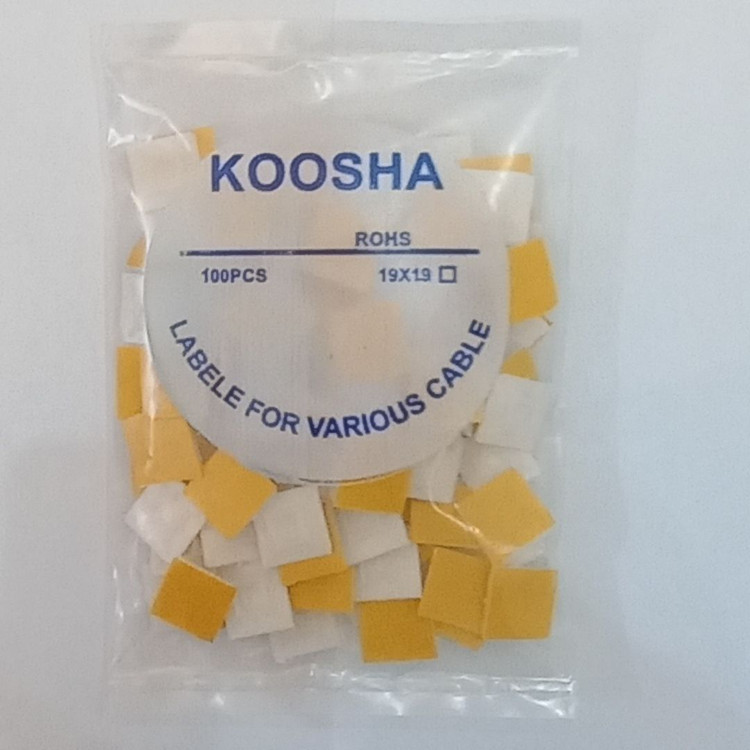 KOOSHA
ROHS
100PCS 19X19 □
LABELE FOR VARIOUS CABLE